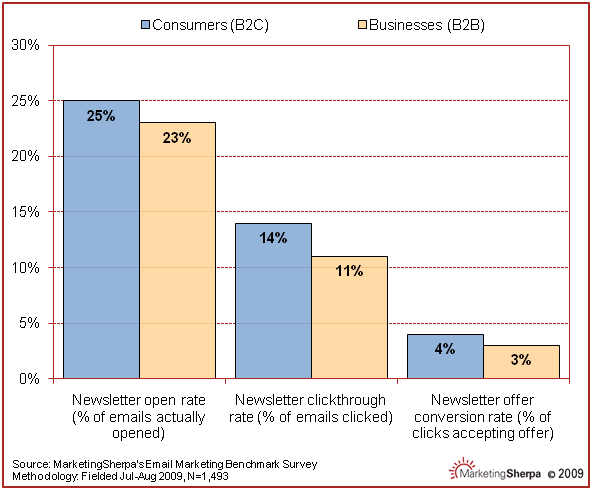 Consumers (B2C) Businesses (B2B)
30%
25%
20%
15%
10%
5%
0%
25%
23%
14%
11%
4%
3%
Newsletter open rate
(% of emails actually
opened)
Newsletter clickthrough
rate (% of emails clicked)
Newsletter offer
conversion rate (% of
clicks accepting offer)
Source: MarketingSherpa's Email Marketing Benchmark Survey
Methodology: Fielded Jul-Aug 2009, N=1,493
MarketingSherpa © 2009